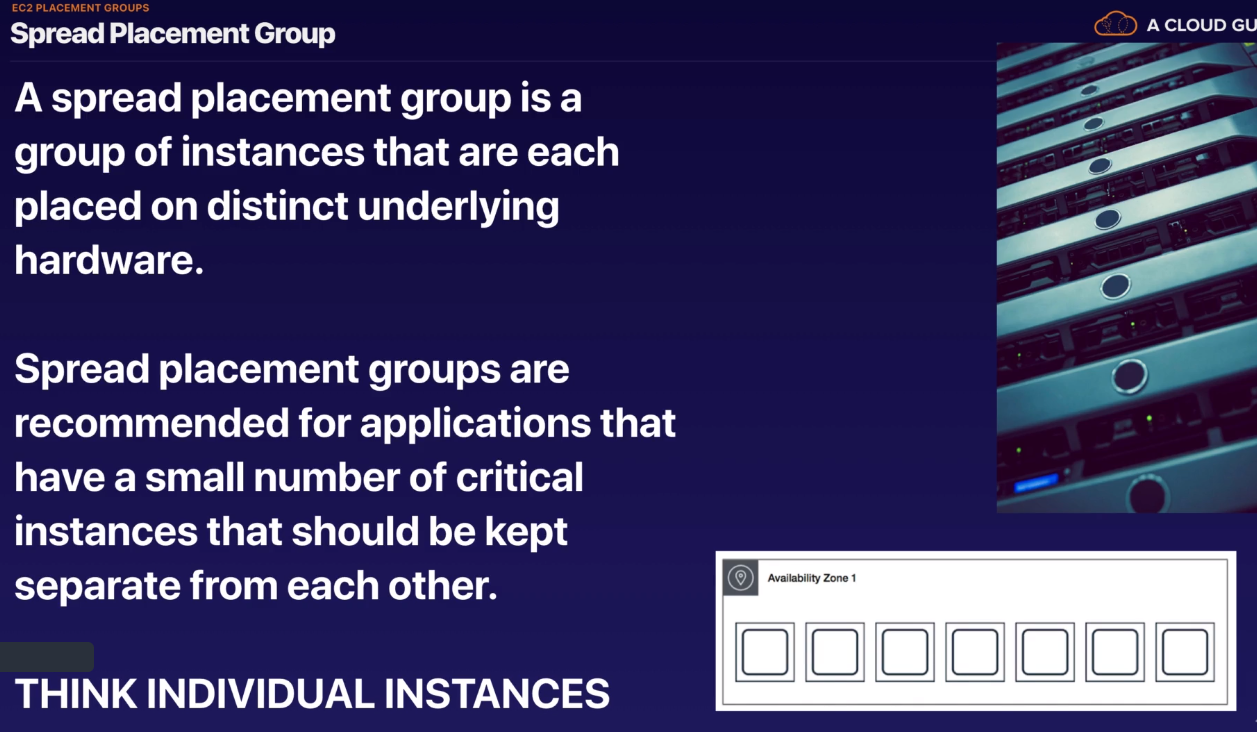 EC2 PLACEMENT GROUPS
Spread Placement Group
A CLOUD GU
A spread placement group is a
group of instances that are each
placed on distinct underlying
hardware.
Spread placement groups are
recommended for applications that
have a small number of critical
instances that should be kept
separate from each other.
THINK INDIVIDUAL INSTANCES
Availability Zone 1